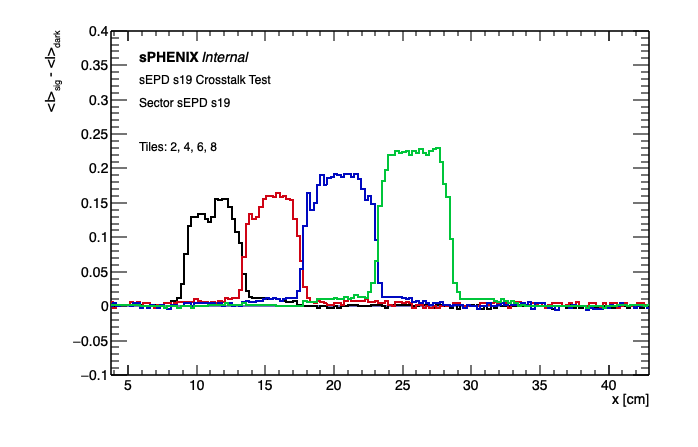 <I>sig - <I>dark
0.4
0.35
0.3
0.25
0.2
0.15
0.1
0.05
0
−0.05
−0.1
sPHENIX Internal
sEPD s19 Crosstalk Test
Sector sEPD s19
Tiles: 2, 4, 6, 8
5 10 15 20 25 30 35 40
x [cm]